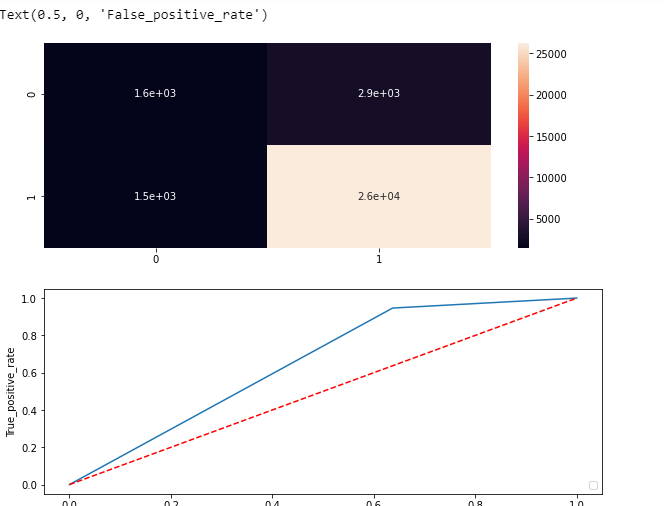 Text(0.5, 0, 'False_positive_rate')
0
1.6e+03
2.9e+03
1
1.5e+03
2.6e+04
0
1
25000
20000
15000
10000
5000
True_positive_rate
1.0
0.8
0.6
0.4
0.2
0.0
0.0 0.2 0.4 0.6 0.8 1.0